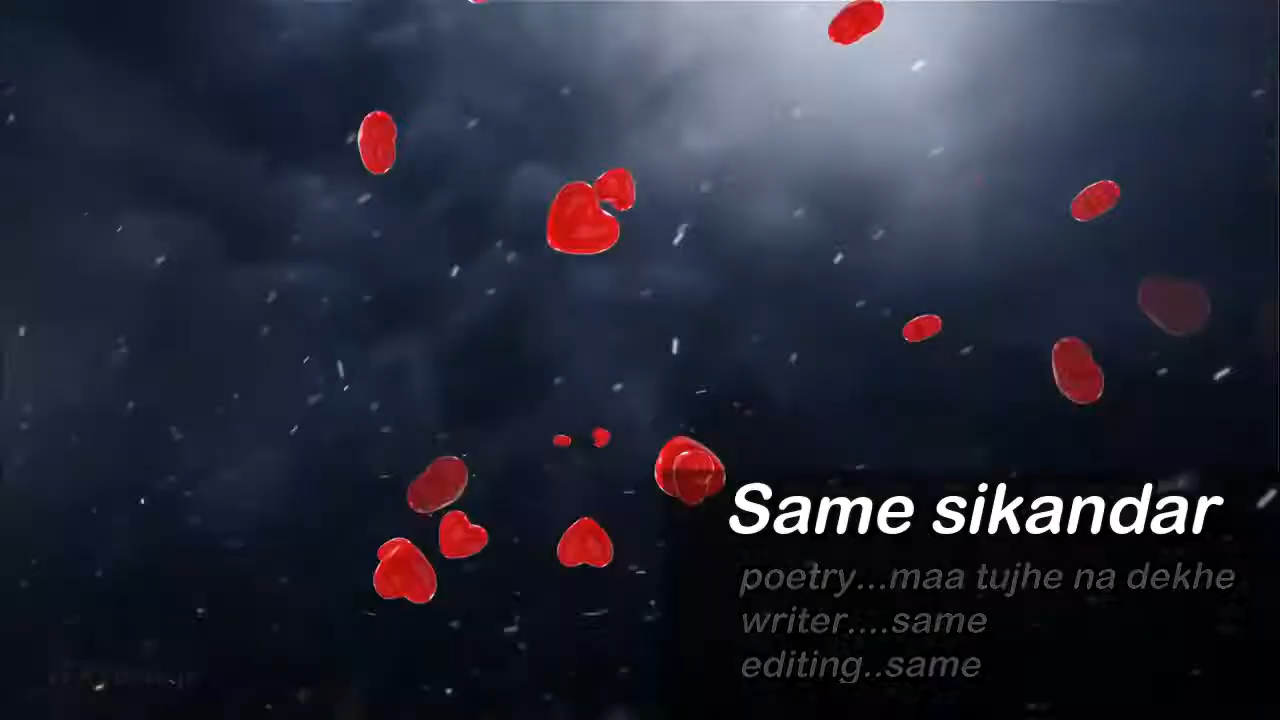 Same sikandar
poetry...maa tujhe na dekhe
writer....same
editing..same